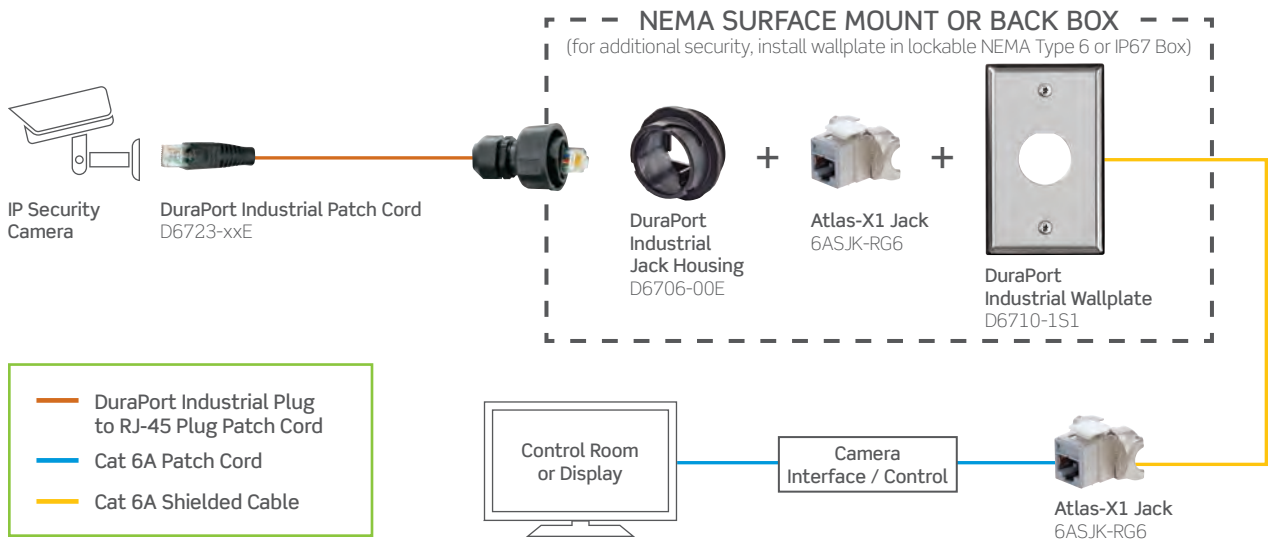 NEMA SURFACE MOUNT OR BACK BOX
(for additional security, install wallplate in lockable NEMA Type 6 or IP67 Box)
IP Security
Camera
DuraPort Industrial Patch Cord
D6723-xxE
DuraPort
Industrial
Jack Housing
D6706-00E
+
Atlas-X1 Jack
6ASJK-RG6
+
DuraPort
Industrial Wallplate
D6710-1S1
DuraPort Industrial Plug
to RJ-45 Plug Patch Cord
Cat 6A Patch Cord
Cat 6A Shielded Cable
Control Room
or Display
Camera
Interface / Control
Atlas-X1 Jack
6ASJK-RG6